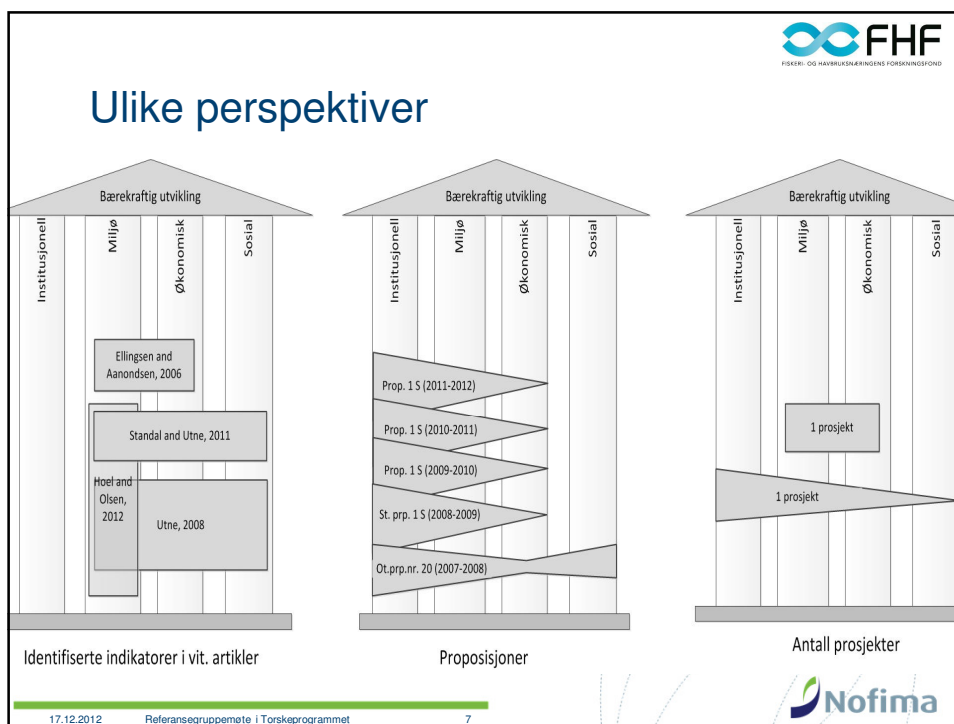 FHF
FISKERI- OG HAVBRUKSNÆRINGENS FORSKNINGSFOND
Ulike perspektiver
Bærekraftig utvikling
Institusjonell
Miljø
Økonomisk
Sosial
Ellingsen and
Aanondsen, 2006
Standal and Utne, 2011
Hoel and
Olsen,
2012
Utne, 2008
Identifiserte indikatorer i vit. artikler
Bærekraftig utvikling
Institusjonell
Miljø
Økonomisk
Sosial
Prop. 1 S (2011-2012)
Prop. 1 S (2010-2011)
Prop. 1 S (2009-2010)
St. prp. 1 S (2008-2009)
Ot.prp.nr. 20 (2007-2008)
Proposisjoner
Bærekraftig utvikling
Institusjonell
Miljø
Økonomisk
Sosial
1 prosjekt
1 prosjekt
Antall prosjekter
17.12.2012 Referansegruppemøte i Torskeprogrammet 7
Nofima